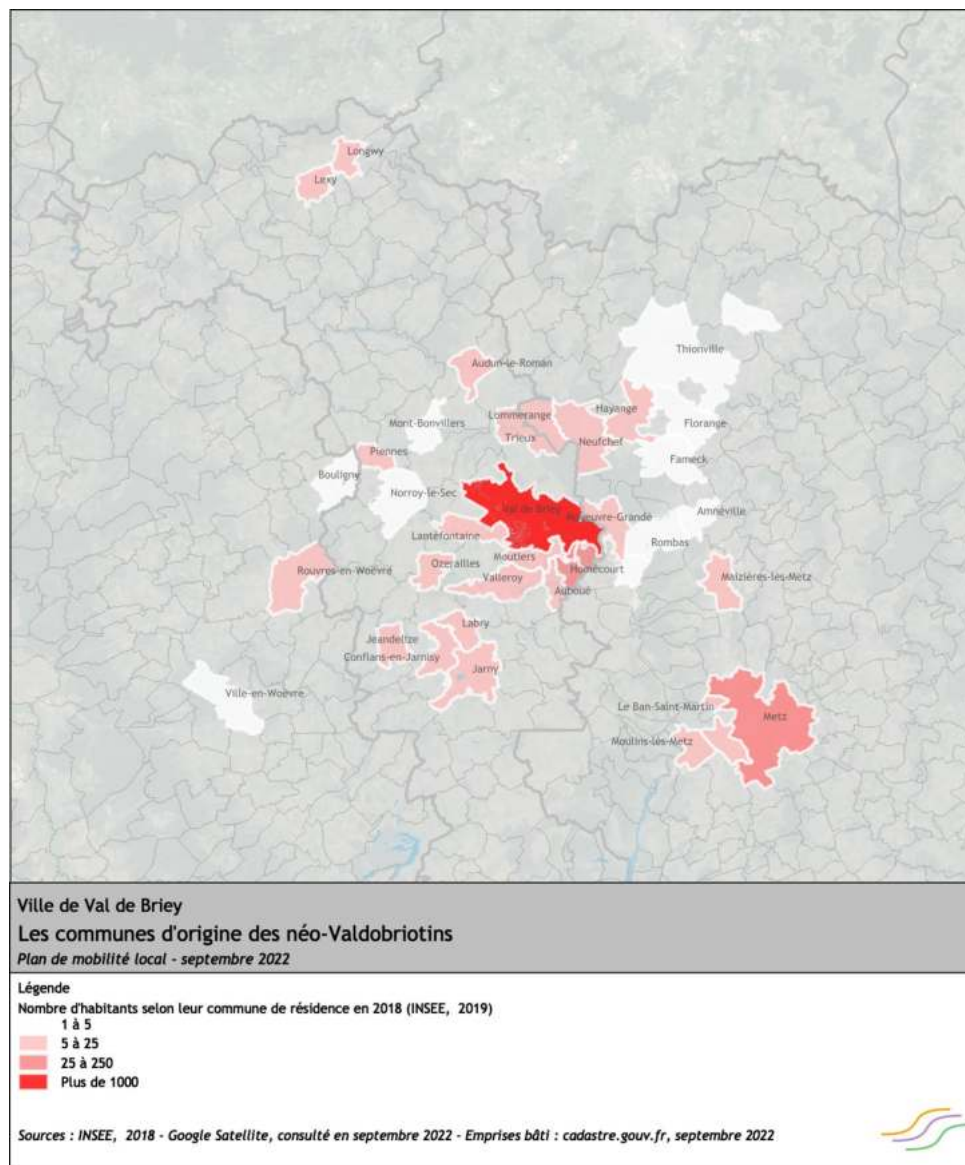 Longwy
Lexy
Thionville
Audun-le-Roman
Mont-Bonvillers
Lommerange
Hayange
Trieux
Neufchef
Florange
Piennes
Bouligny
Fameck
Norroy-le-Sec
Val de Briey
Amnéville
Lantéfontaine
Rombas
Moutiers
Ozerailles
Homécourt
Rouvres-en-Woëvre
Valleroy
Auboué
Maizières-lès-Metz
Labry
Jeandelize
Conflans-en-Jarnisy
Jarny
Ville-en-Woëvre
Le Ban-Saint-Martin
Metz
Moulins-lès-Metz
Ville de Val de Briey
Les communes d'origine des néo-Valdobriotins
Plan de mobilité local - septembre 2022
Légende
Nombre d'habitants selon leur commune de résidence en 2018 (INSEE, 2019)
1 à 5
5 à 25
25 à 250
Plus de 1000
Sources : INSEE, 2018 - Google Satellite, consulté en septembre 2022 - Emprises bâti : cadastre.gouv.fr, septembre 2022